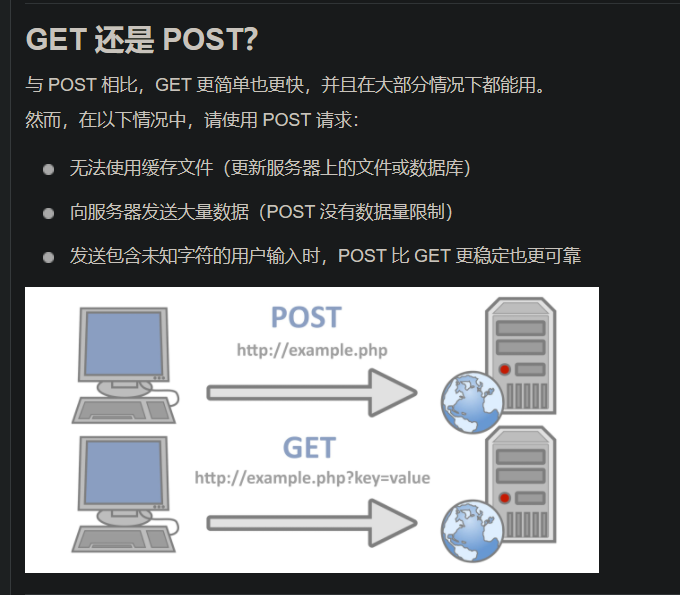 GET 还是 POST？
与 POST 相比，GET 更简单也更快，并且在大部分情况下都能用。
然而，在以下情况中，请使用 POST 请求：
无法使用缓存文件（更新服务器上的文件或数据库）
向服务器发送大量数据（POST 没有数据量限制）
发送包含未知字符的用户输入时，POST 比 GET 更稳定也更可靠
POST
http://example.php
GET
http://example.php?key=value